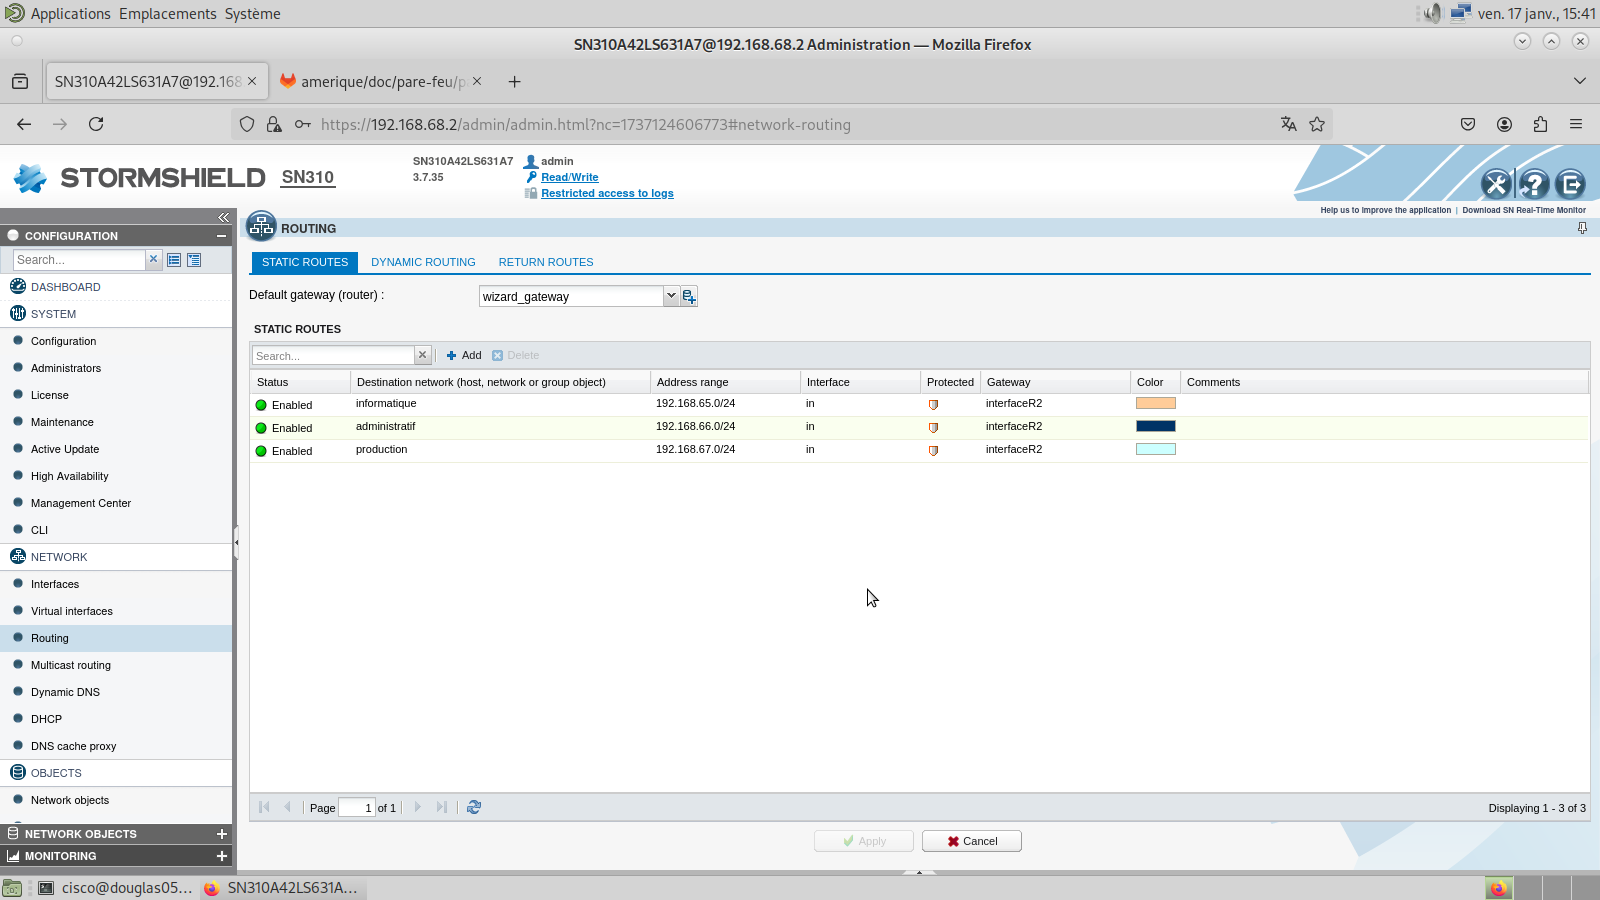 Applications Emplacements Système
ven. 17 janv., 15:41
SN310A42LS631A7@192.168.68.2 Administration — Mozilla Firefox
SN310A42LS631A7@192.168
amerique/doc/pare-feu/p
https://192.168.68.2/admin/admin.html?nc=1737124606773#network-routing
STORMSHIELD SN310
SN310A42LS631A7
3.7.35
admin
Read/Write
Restricted access to logs
Help us to improve the application | Download SN Real-Time Monitor
CONFIGURATION
Search...
DASHBOARD
SYSTEM
Configuration
Administrators
License
Maintenance
Active Update
High Availability
Management Center
CLI
NETWORK
Interfaces
Virtual interfaces
Routing
Multicast routing
Dynamic DNS
DHCP
DNS cache proxy
OBJECTS
Network objects
NETWORK OBJECTS
MONITORING
ROUTING
STATIC ROUTES DYNAMIC ROUTING RETURN ROUTES
Default gateway (router) : wizard_gateway
STATIC ROUTES
Search... Add Delete
Status Destination network (host, network or group object) Address range Interface Protected Gateway Color Comments
Enabled informatique 192.168.65.0/24 in interfaceR2
Enabled administratif 192.168.66.0/24 in interfaceR2
Enabled production 192.168.67.0/24 in interfaceR2
Page 1 of 1
Displaying 1 - 3 of 3
Apply Cancel
cisco@douglas05...
SN310A42LS631A...